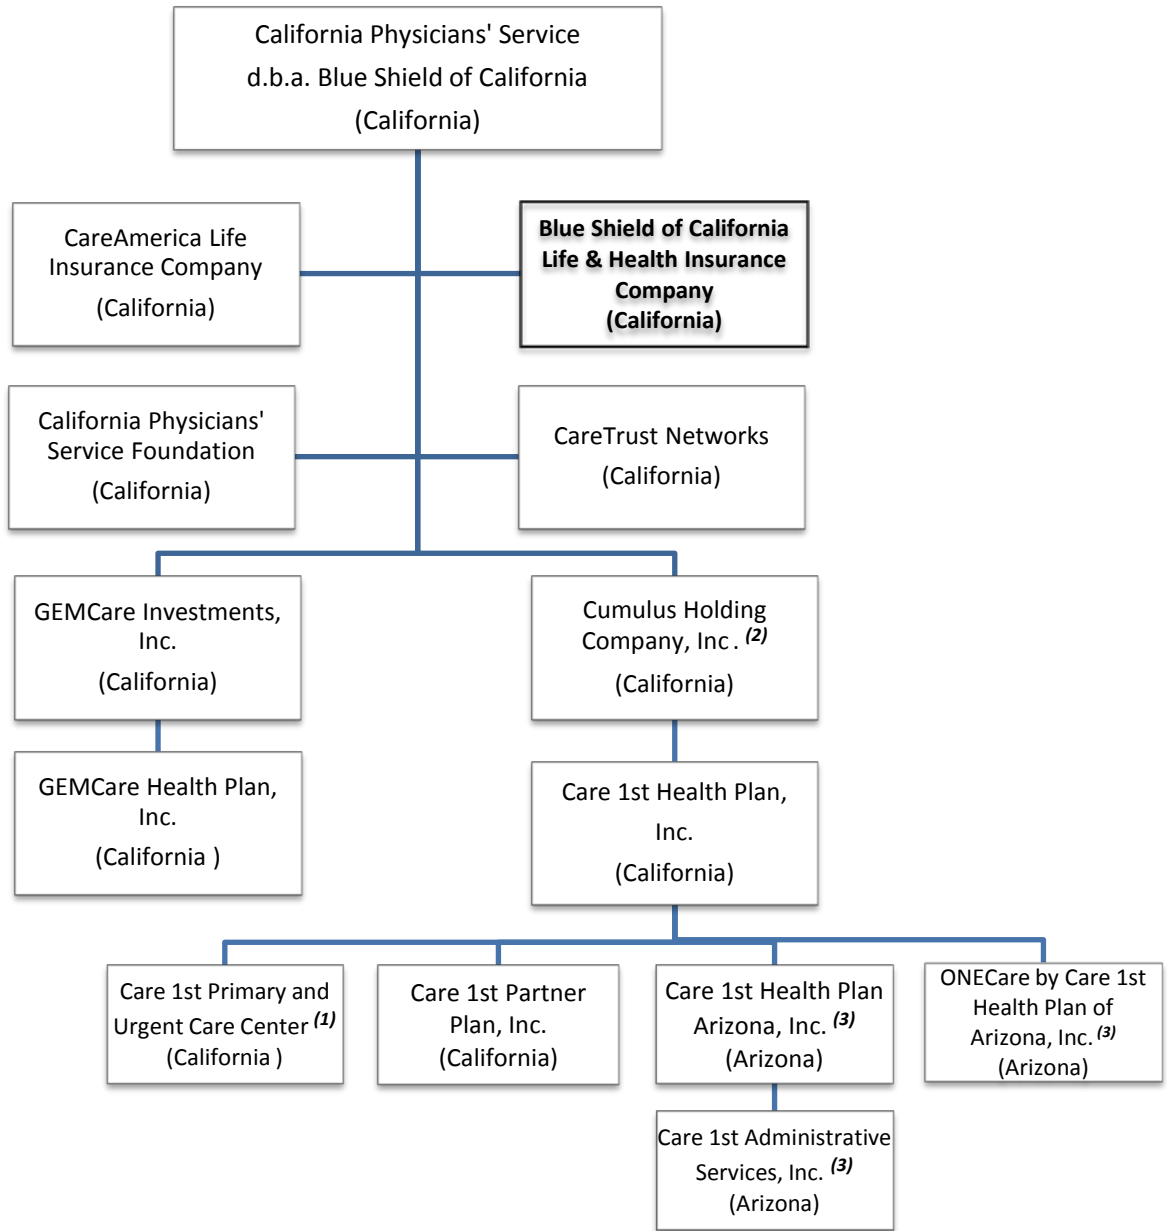 California Physicians' Service
d.b.a. Blue Shield of California
(California)
CareAmerica Life
Insurance Company
(California)
Blue Shield of California
Life & Health Insurance
Company
(California)
California Physicians'
Service Foundation
(California)
CareTrust Networks
(California)
GEMCare Investments,
Inc.
(California)
Cumulus Holding
Company, Inc . (2)
(California)
GEMCare Health Plan,
Inc.
(California )
Care 1st Health Plan,
Inc.
(California)
Care 1st Primary and
Urgent Care Center (1)
(California )
Care 1st Partner
Plan, Inc.
(California)
Care 1st Health Plan
Arizona, Inc. (3)
(Arizona)
ONECare by Care 1st
Health Plan of
Arizona, Inc. (3)
(Arizona)
Care 1st Administrative
Services, Inc. (3)
(Arizona)